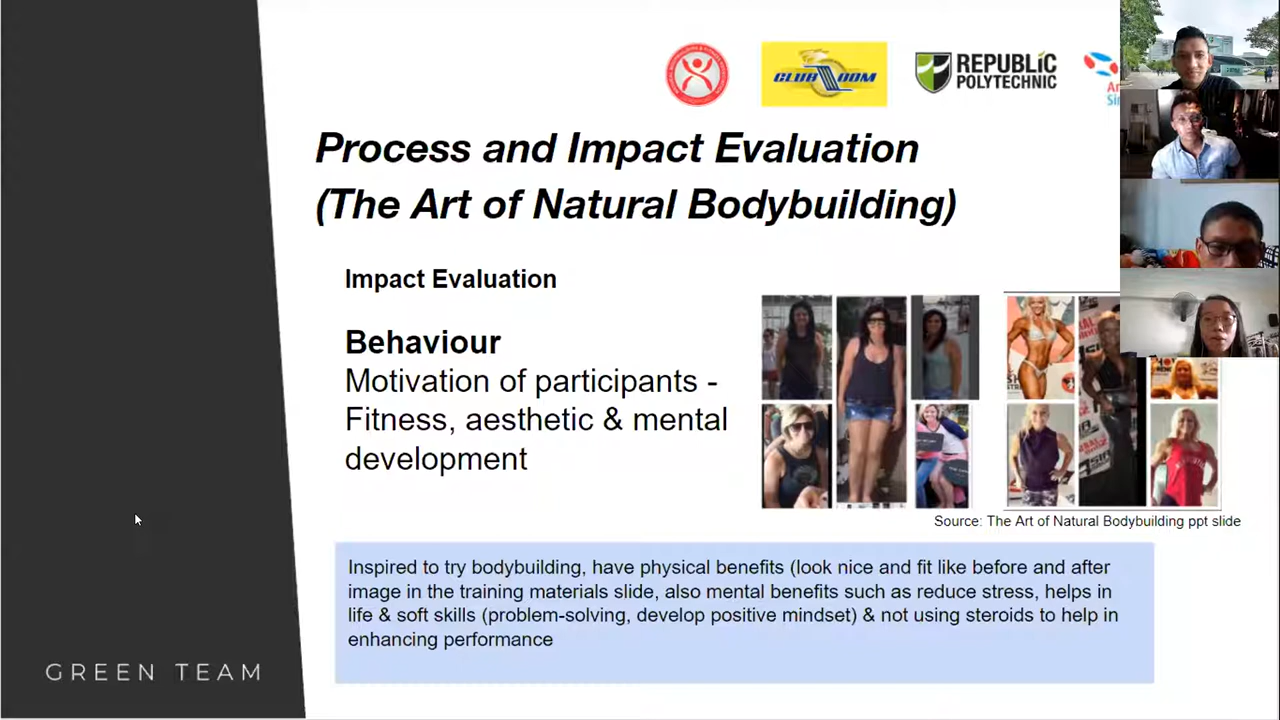 CLUB OOM
REPUBLIC
POLYTECHNIC
Process and Impact Evaluation
(The Art of Natural Bodybuilding)
Impact Evaluation
Behaviour
Motivation of participants -
Fitness, aesthetic & mental
development
Source: The Art of Natural Bodybuilding ppt slide
Inspired to try bodybuilding, have physical benefits (look nice and fit like before and after
image in the training materials slide, also mental benefits such as reduce stress, helps in
life & soft skills (problem-solving, develop positive mindset) & not using steroids to help in
enhancing performance
GREEN TEAM